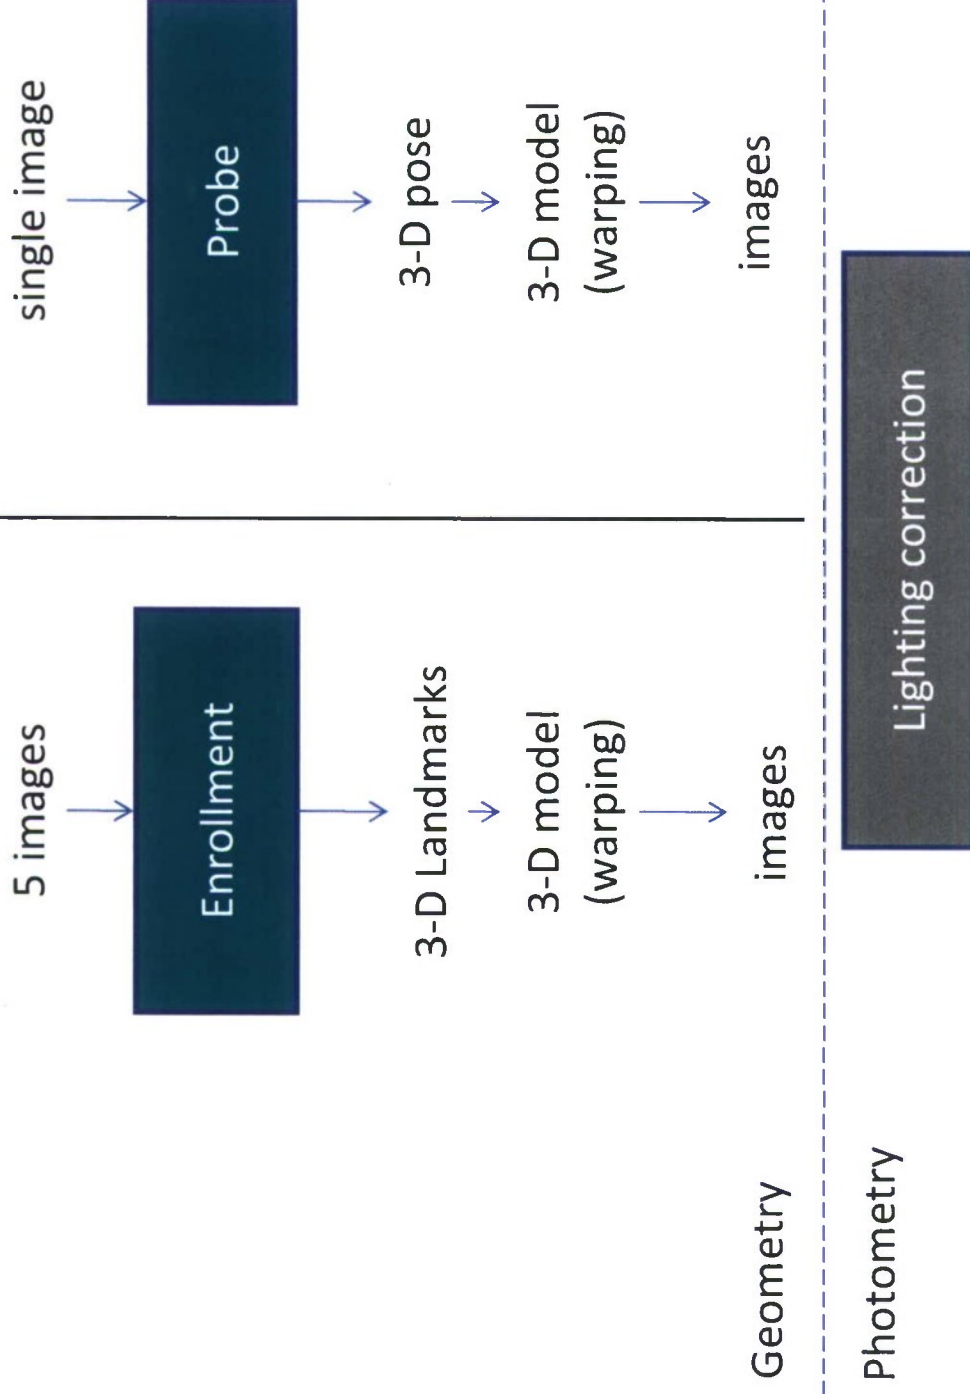 5 images
Enrollment
3-D Landmarks
3-D model
(warping)
images
single image
Probe
3-D pose
3-D model
(warping)
images
Geometry
Photometry
Lighting correction